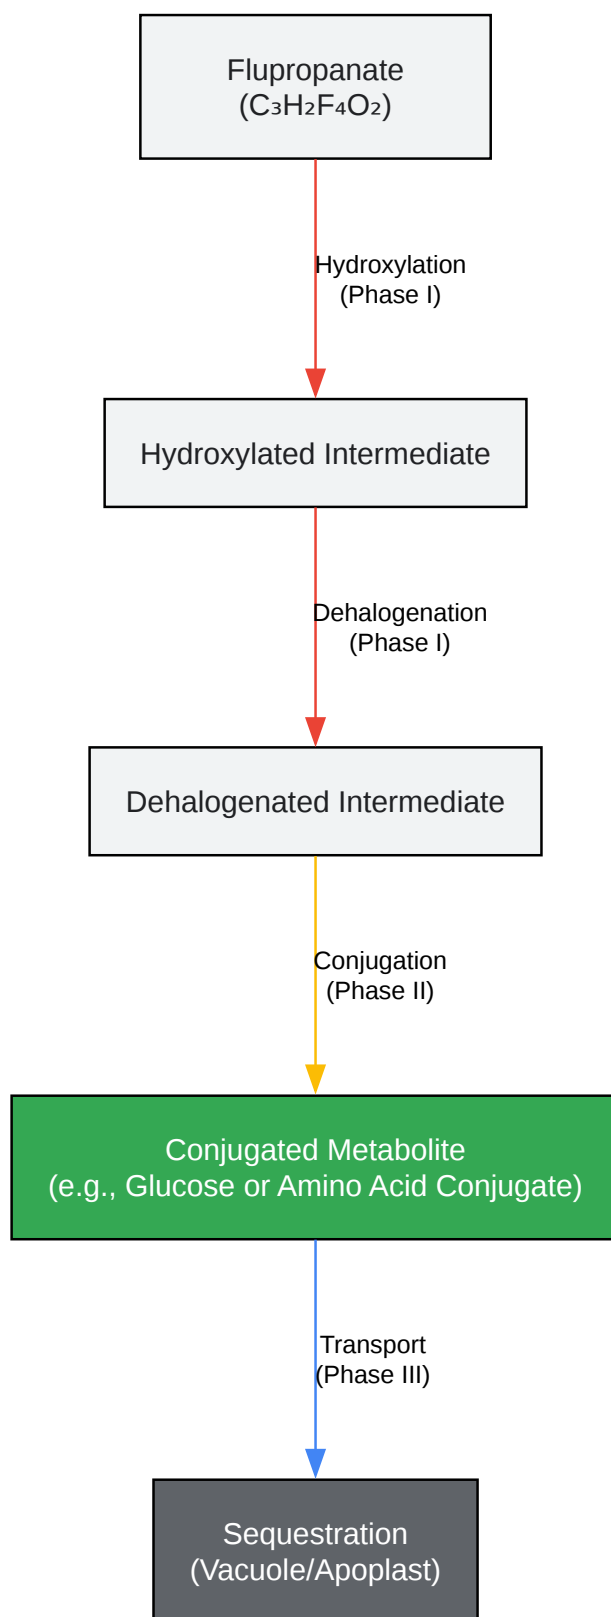 Flupropanate
(C₃H₂F₄O₂)
Hydroxylation
(Phase I)
Hydroxylated Intermediate
Dehalogenation
(Phase I)
Dehalogenated Intermediate
Conjugation
(Phase II)
Conjugated Metabolite
(e.g., Glucose or Amino Acid Conjugate)
Transport
(Phase III)
Sequestration
(Vacuole/Apoplast)